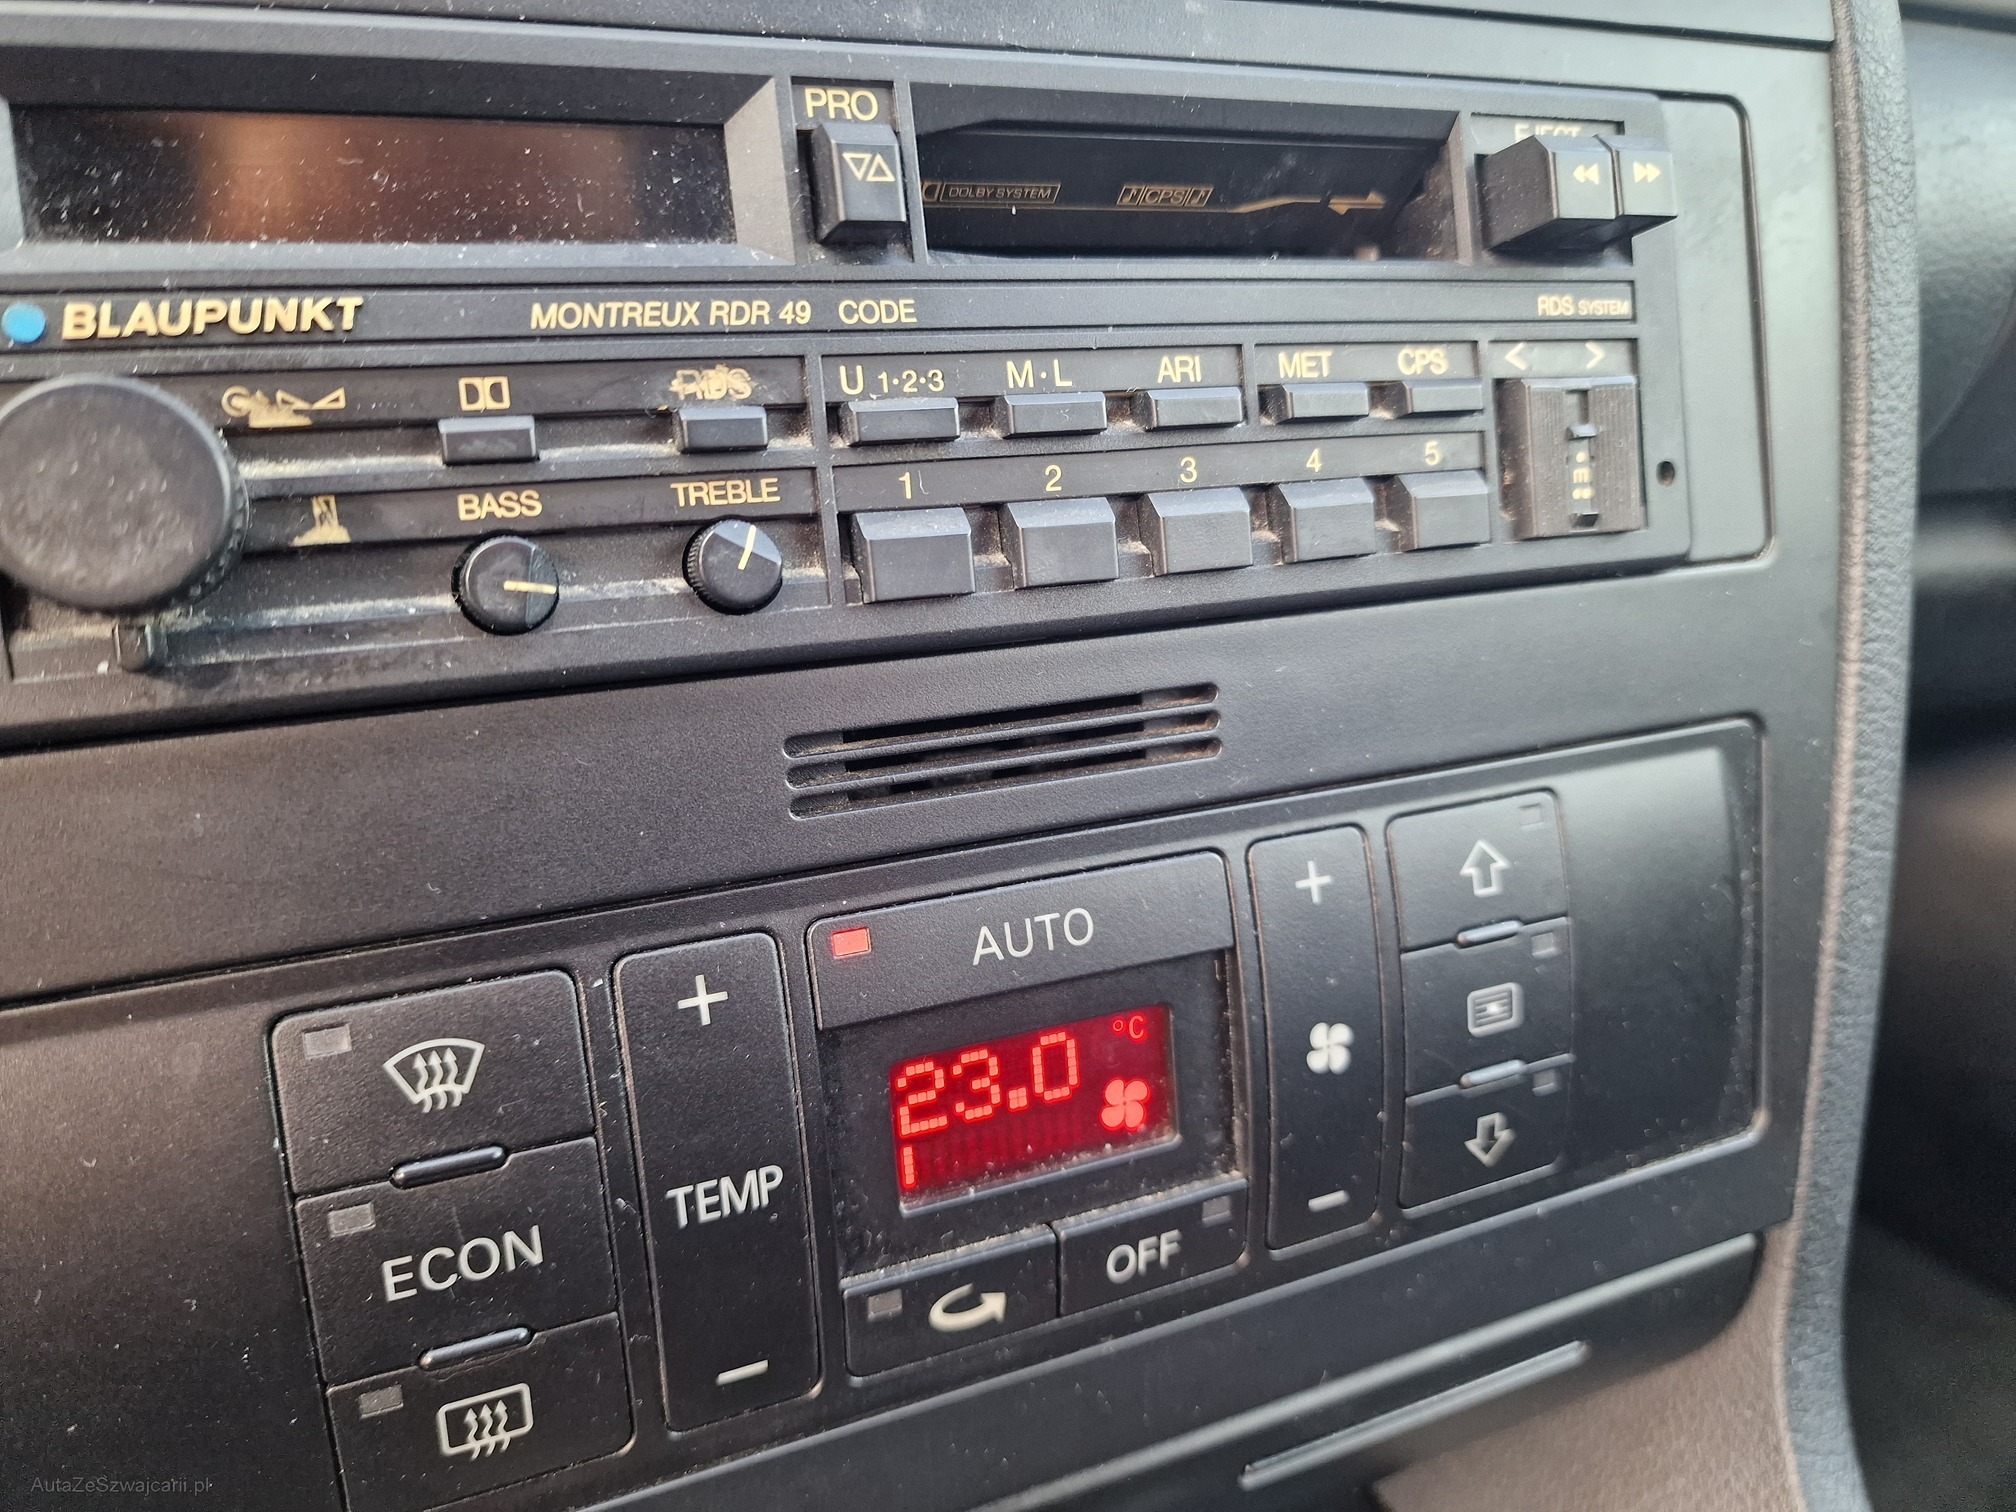 PRO
EJECT
DOLBY SYSTEM
CPS
BLAUPUNKT
MONTREUX RDR 49 CODE
RDS SYSTEM
RDS
U 1·2·3
M·L
ARI
MET
CPS
< >
BASS
TREBLE
1
2
3
4
5
AUTO
+
+
23.0 °C
TEMP
ECON
OFF
−
−
AutaZeSzwajcarii.pl